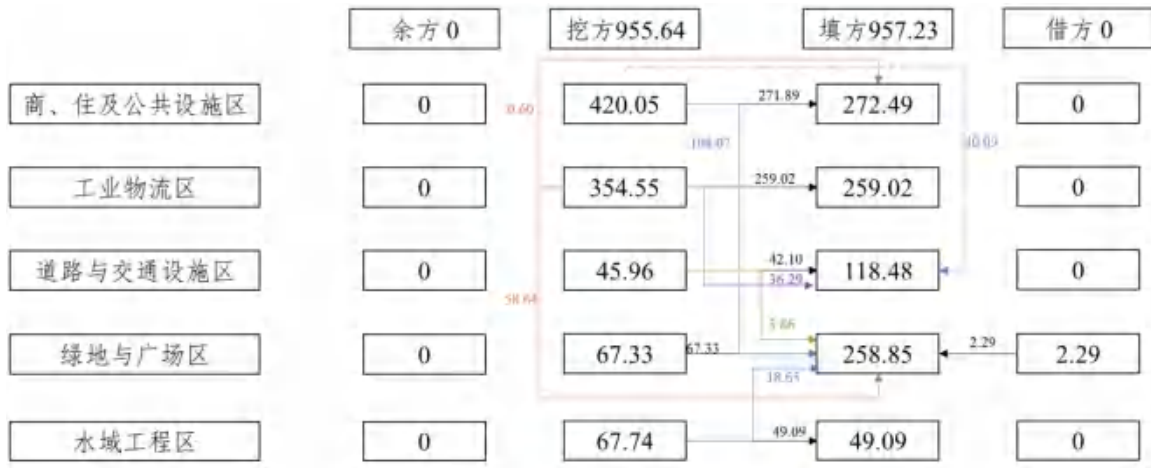 余方 0 挖方955.64 填方957.23 借方 0
商、住及公共设施区 0 0.60 420.05 271.89 272.49 0
108.07 40.09
工业物流区 0 354.55 259.02 259.02 0
道路与交通设施区 0 45.96 42.10 118.48 0
36.29
58.64
3.86
绿地与广场区 0 67.33 67.33 258.85 2.29 2.29
18.65
水域工程区 0 67.74 49.09 49.09 0